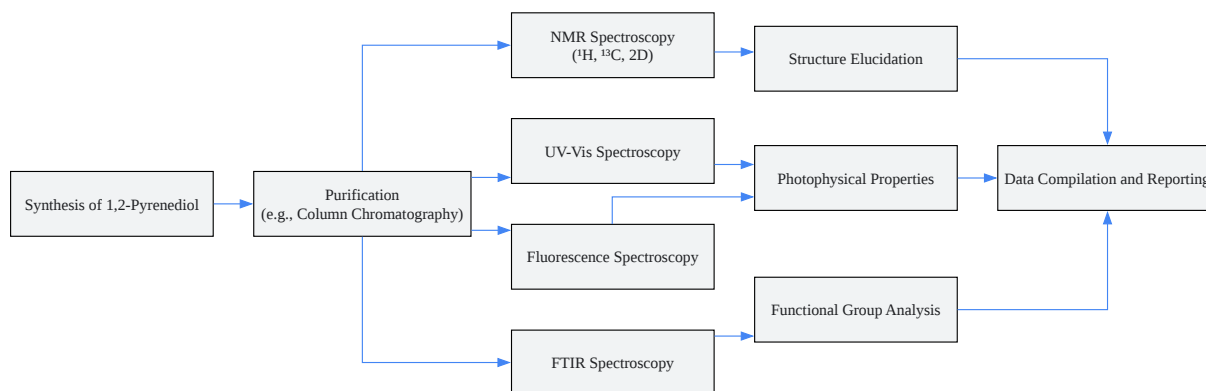 Synthesis of 1,2-Pyrenediol
Purification
(e.g., Column Chromatography)
NMR Spectroscopy
(¹H, ¹³C, 2D)
UV-Vis Spectroscopy
Fluorescence Spectroscopy
FTIR Spectroscopy
Structure Elucidation
Photophysical Properties
Functional Group Analysis
Data Compilation and Reporting